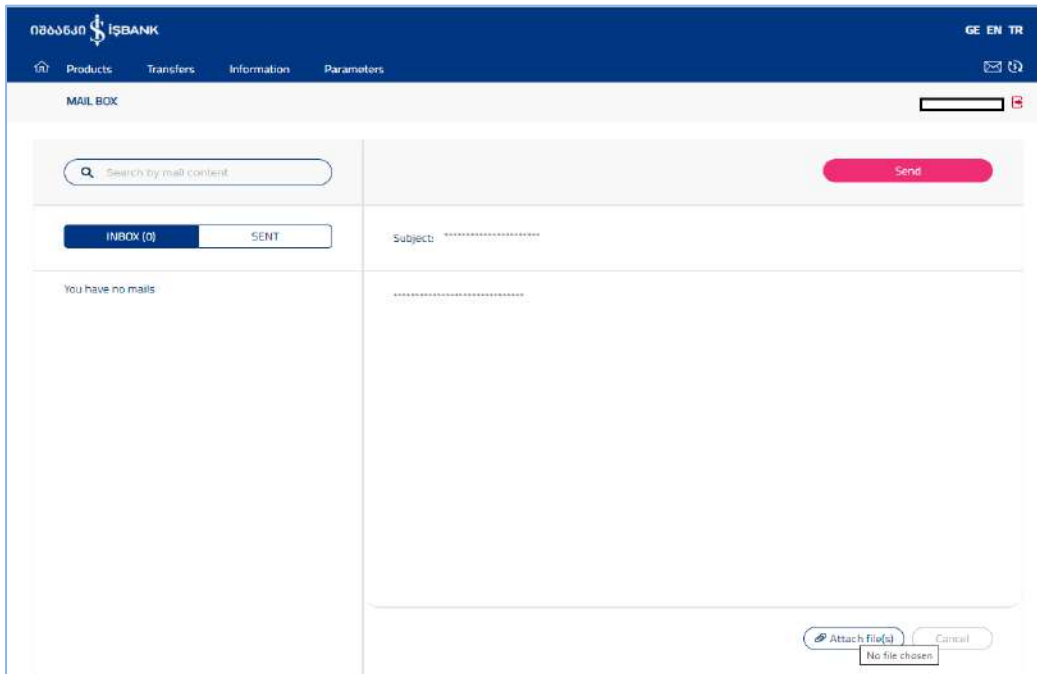 ᲘᲨᲑᲐᲜᲙᲘ İŞBANK
GE EN TR
Products Transfers Information Parameters
MAIL BOX
Search by mail content
Send
INBOX (0) SENT
Subject: **********************
You have no mails
******************************
Attach file(s) Cancel
No file chosen